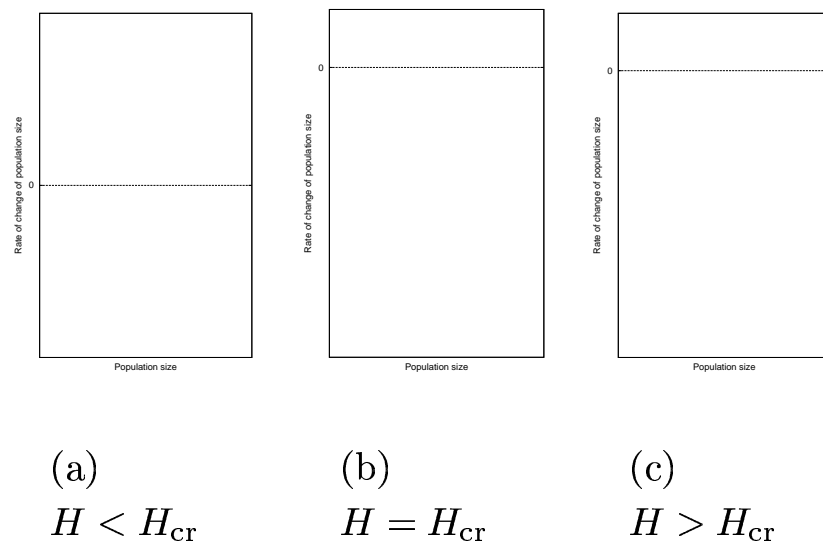 Rate of change of population size
0
Population size
Rate of change of population size
0
Population size
Rate of change of population size
0
Population size
(a)
H < H_cr
(b)
H = H_cr
(c)
H > H_cr